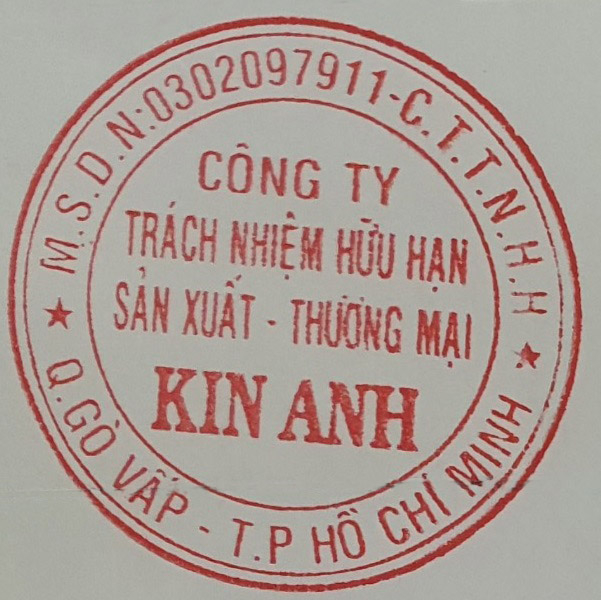 M.S.D.N:0302097911-C.T.T.N.H.H
CÔNG TY
TRÁCH NHIỆM HỮU HẠN
SẢN XUẤT - THƯƠNG MẠI
KIN ANH
Q.GÒ VẤP - T.P HỒ CHÍ MINH